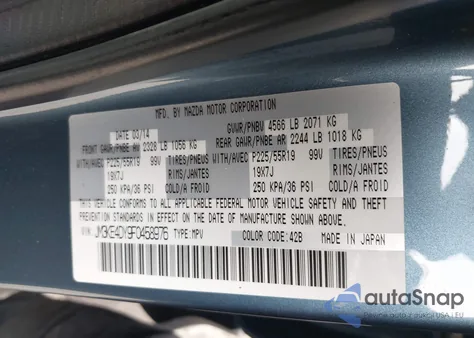 MFD. BY MAZDA MOTOR CORPORATION
DATE 03/14 GVWR/PNBV 4566 LB 2071 KG
FRONT GAWR/PNBE AV 2328 LB 1056 KG REAR GAWR/PNBE AR 2244 LB 1018 KG
WITH/AVEC P225/55R19 99V TIRES/PNEUS WITH/AVEC P225/55R19 99V TIRES/PNEUS
19X7J RIMS/JANTES 19X7J RIMS/JANTES
250 KPA/36 PSI COLD/A FROID 250 KPA/36 PSI COLD/A FROID
CONFORMS TO ALL APPLICABLE FEDERAL MOTOR VEHICLE SAFETY, BUMPER,
AND THEFT PREVENTION STANDARDS IN EFFECT ON THE DATE OF MANUFACTURE SHOWN ABOVE.
VIN JM3KE4DY9F0458976 TYPE:MPV COLOR CODE:42B MADE IN JAPAN
autaSnap